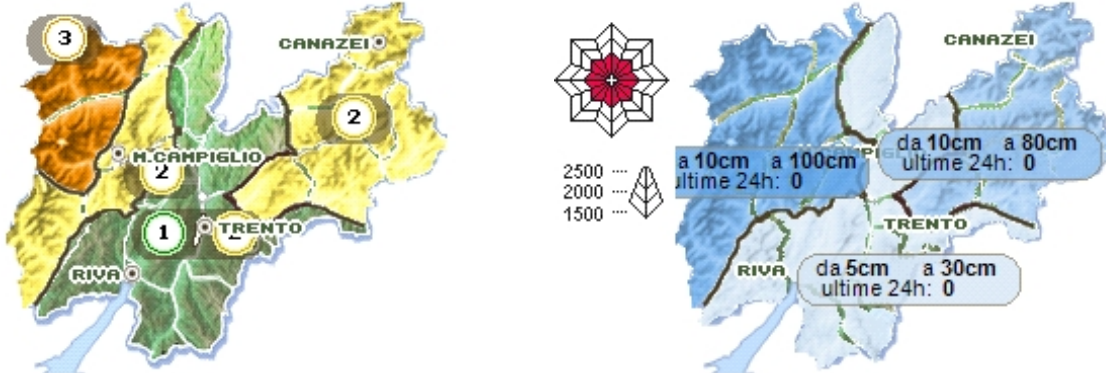 3
CANAZEI
2
M.CAMPIGLIO
2
1
2
TRENTO
RIVA
2500
2000
1500
CANAZEI
da 10cm a 80cm
ultime 24h: 0
a 10cm a 100cm
ultime 24h: 0
TRENTO
RIVA
da 5cm a 30cm
ultime 24h: 0